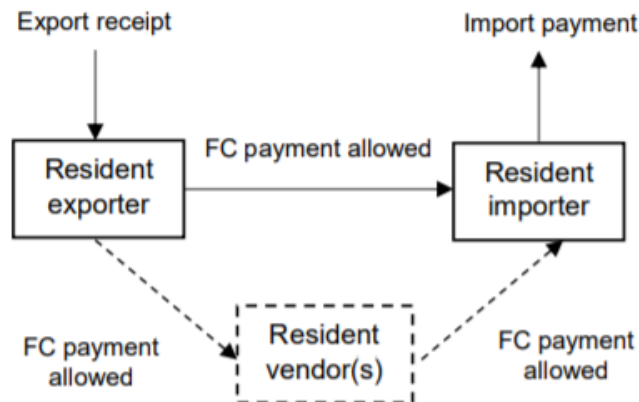 Export receipt
Import payment
FC payment allowed
Resident
exporter
Resident
importer
FC payment
allowed
Resident
vendor(s)
FC payment
allowed